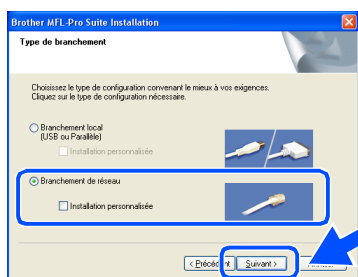 Brother MFL-Pro Suite Installation
Type de branchement
Choisissez le type de configuration convenant le mieux à vos exigences.
Cliquez sur le type de configuration nécessaire.
Branchement local
(USB ou Parallèle)
Installation personnalisée
Branchement de réseau
Installation personnalisée
Suivant >